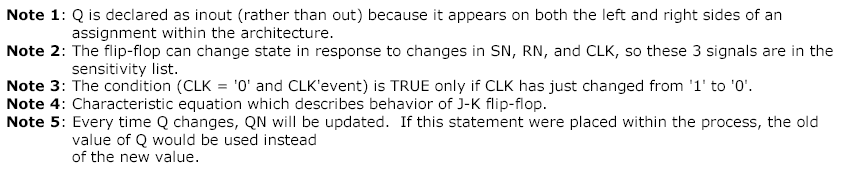 Note 1: Q is declared as inout (rather than out) because it appears on both the left and right sides of an
assignment within the architecture.
Note 2: The flip-flop can change state in response to changes in SN, RN, and CLK, so these 3 signals are in the
sensitivity list.
Note 3: The condition (CLK = '0' and CLK'event) is TRUE only if CLK has just changed from '1' to '0'.
Note 4: Characteristic equation which describes behavior of J-K flip-flop.
Note 5: Every time Q changes, QN will be updated.  If this statement were placed within the process, the old
value of Q would be used instead
of the new value.